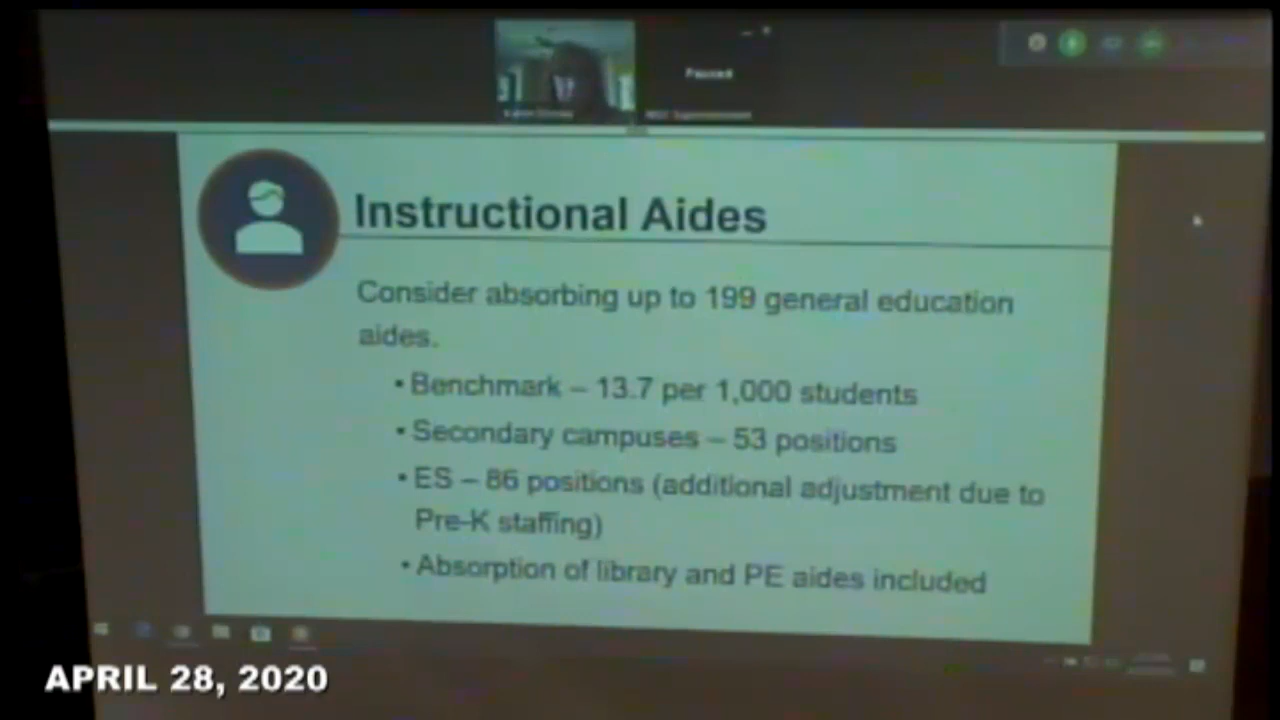 Paused
Instructional Aides
Consider absorbing up to 199 general education
aides.
• Benchmark – 13.7 per 1,000 students
• Secondary campuses – 53 positions
• ES – 86 positions (additional adjustment due to
Pre-K staffing)
• Absorption of library and PE aides included
APRIL 28, 2020